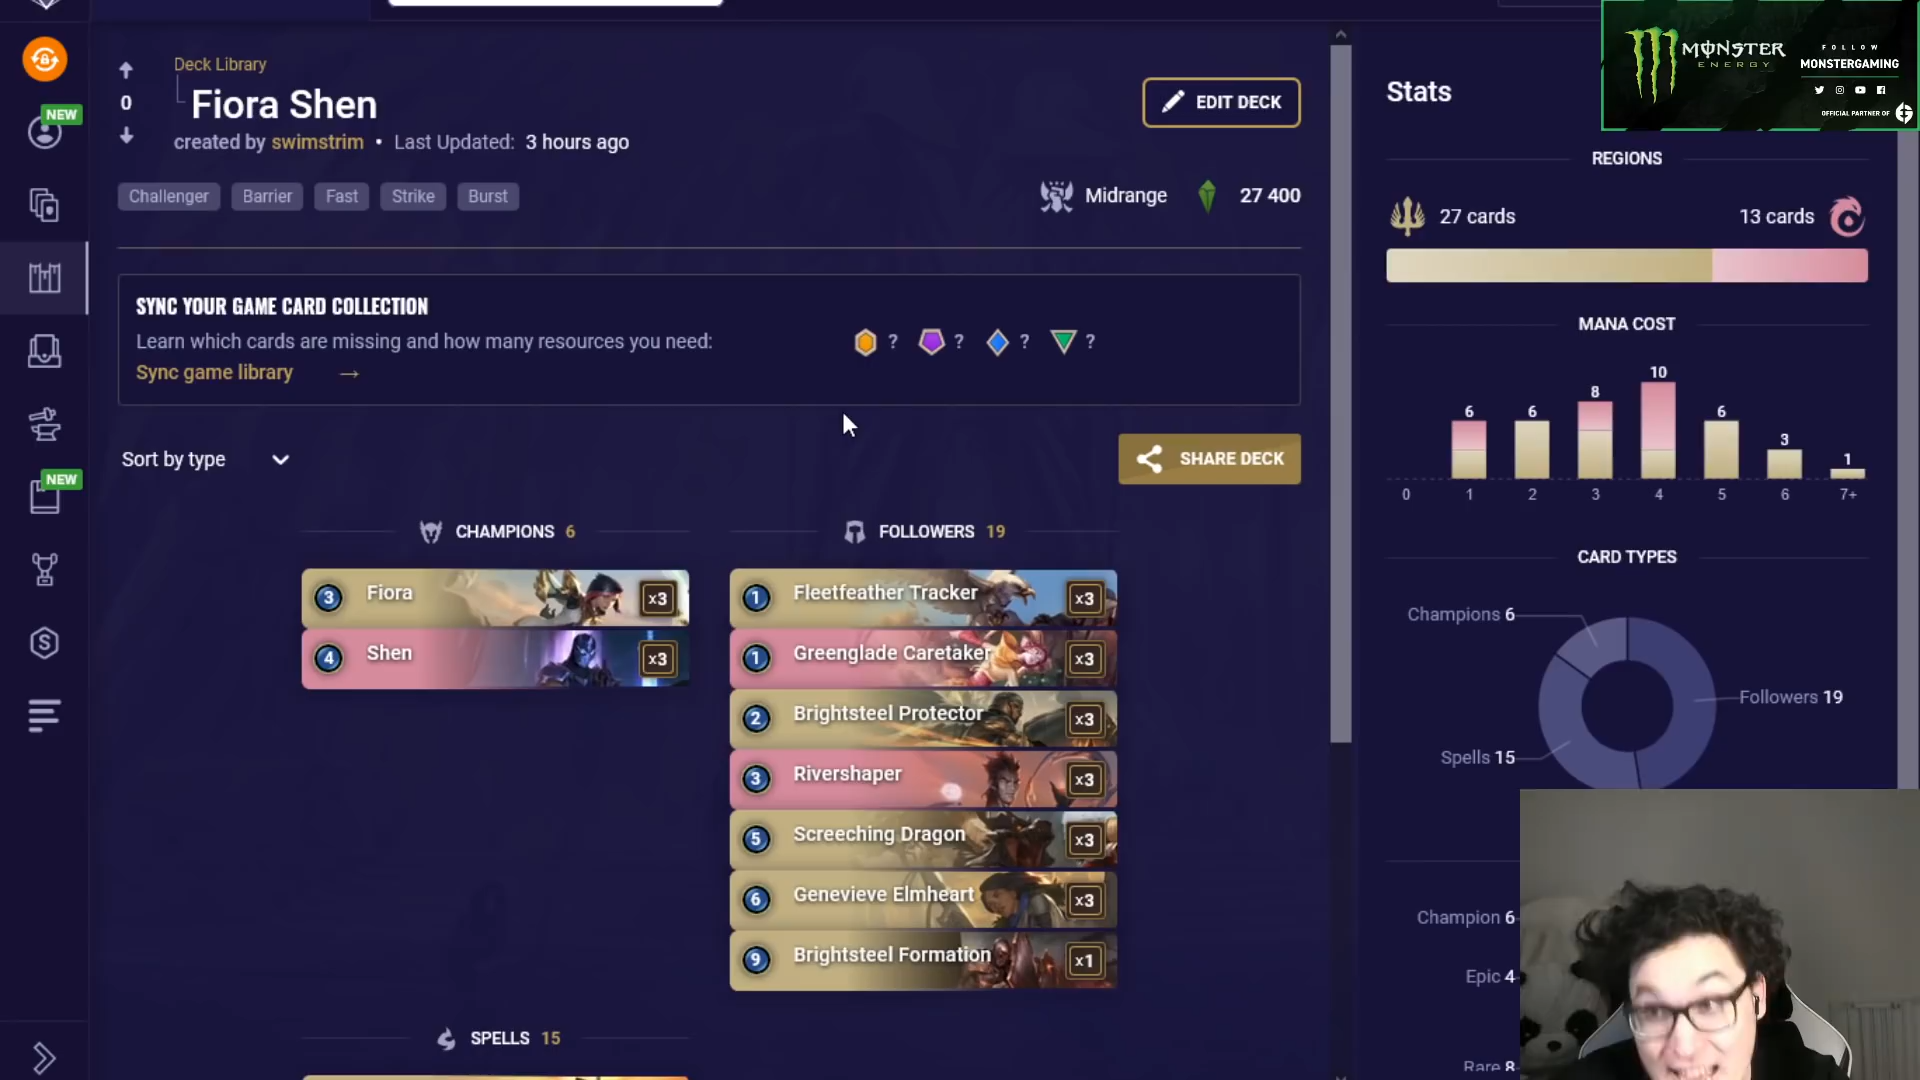 Deck Library
Fiora Shen
created by swimstrim • Last Updated: 3 hours ago
0
NEW
EDIT DECK
Challenger
Barrier
Fast
Strike
Burst
Midrange
27 400
SYNC YOUR GAME CARD COLLECTION
Learn which cards are missing and how many resources you need:
Sync game library →
? ? ? ?
NEW
Sort by type
SHARE DECK
CHAMPIONS 6
3 Fiora x3
4 Shen x3
FOLLOWERS 19
1 Fleetfeather Tracker x3
1 Greenglade Caretaker x3
2 Brightsteel Protector x3
3 Rivershaper x3
5 Screeching Dragon x3
6 Genevieve Elmheart x3
9 Brightsteel Formation x1
SPELLS 15
Stats
REGIONS
27 cards
13 cards
MANA COST
6 6 8 10 6 3 1
0 1 2 3 4 5 6 7+
CARD TYPES
Champions 6
Followers 19
Spells 15
Champion 6
Epic 4
Rare 8
MONSTER
ENERGY
FOLLOW
MONSTERGAMING
OFFICIAL PARTNER OF